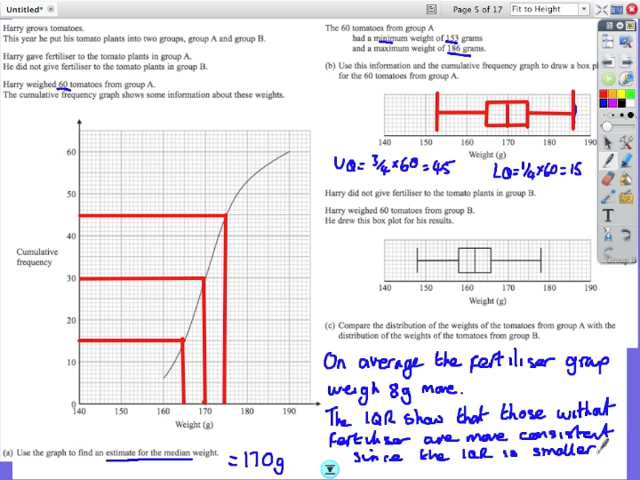 Untitled*
Page 5 of 17
Fit to Height
Harry grows tomatoes.
This year he put his tomato plants into two groups, group A and group B.
Harry gave fertiliser to the tomato plants in group A.
He did not give fertiliser to the tomato plants in group B.
Harry weighed 60 tomatoes from group A.
The cumulative frequency graph shows some information about these weights.
60
50
40
30
20
10
0
Cumulative
frequency
140 150 160 170 180 190
Weight (g)
(a) Use the graph to find an estimate for the median weight.
= 170g
The 60 tomatoes from group A
had a minimum weight of 153 grams
and a maximum weight of 186 grams.
(b) Use this information and the cumulative frequency graph to draw a box pl
for the 60 tomatoes from group A.
140 150 160 170 180 190
Weight (g)
UQ = 3/4 × 60 = 45
LQ = 1/4 × 60 = 15
Harry did not give fertiliser to the tomatoes in group B.
Harry weighed 60 tomatoes from group B.
He drew this box plot for his results.
Group B
140 150 160 170 180 190
Weight (g)
(c) Compare the distribution of the weights of the tomatoes from group A with the
distribution of the weights of the tomatoes from group B.
On average the fertiliser group
weigh 8g more.
The IQR show that those without
fertiliser are more consistent
since the IQR is smaller
T